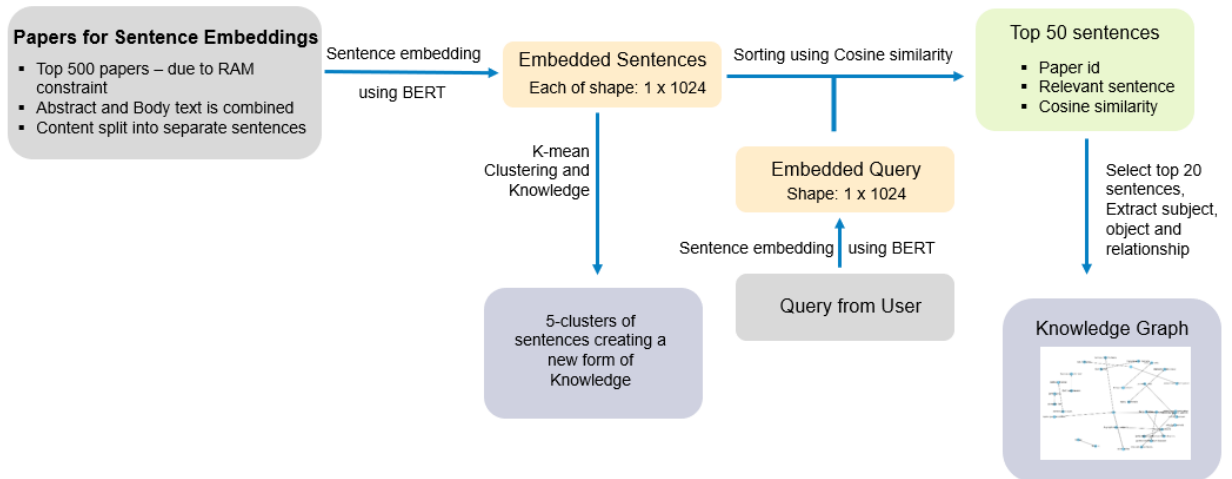 Papers for Sentence Embeddings
▪ Top 500 papers – due to RAM
constraint
▪ Abstract and Body text is combined
▪ Content split into separate sentences
Sentence embedding
using BERT
Embedded Sentences
Each of shape: 1 x 1024
Sorting using Cosine similarity
Top 50 sentences
▪ Paper id
▪ Relevant sentence
▪ Cosine similarity
K-mean
Clustering and
Knowledge
Embedded Query
Shape: 1 x 1024
Select top 20
sentences,
Extract subject,
object and
relationship
Sentence embedding
using BERT
Query from User
5-clusters of
sentences creating a
new form of
Knowledge
Knowledge Graph